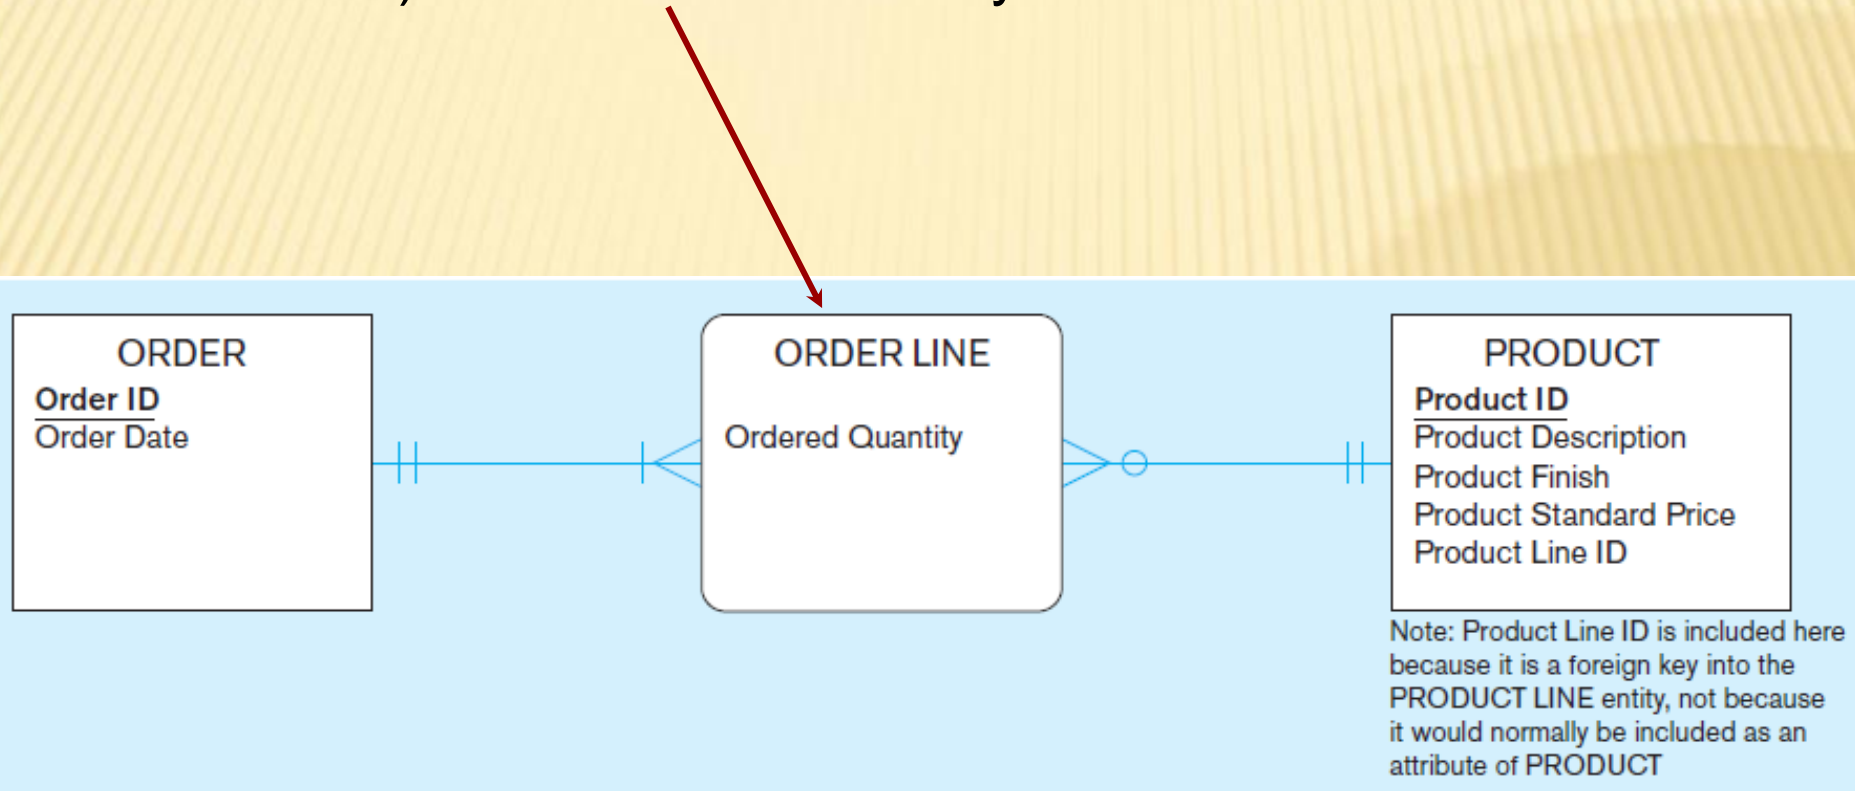 ORDER
Order ID
Order Date
ORDER LINE
Ordered Quantity
PRODUCT
Product ID
Product Description
Product Finish
Product Standard Price
Product Line ID
Note: Product Line ID is included here
because it is a foreign key into the
PRODUCT LINE entity, not because
it would normally be included as an
attribute of PRODUCT